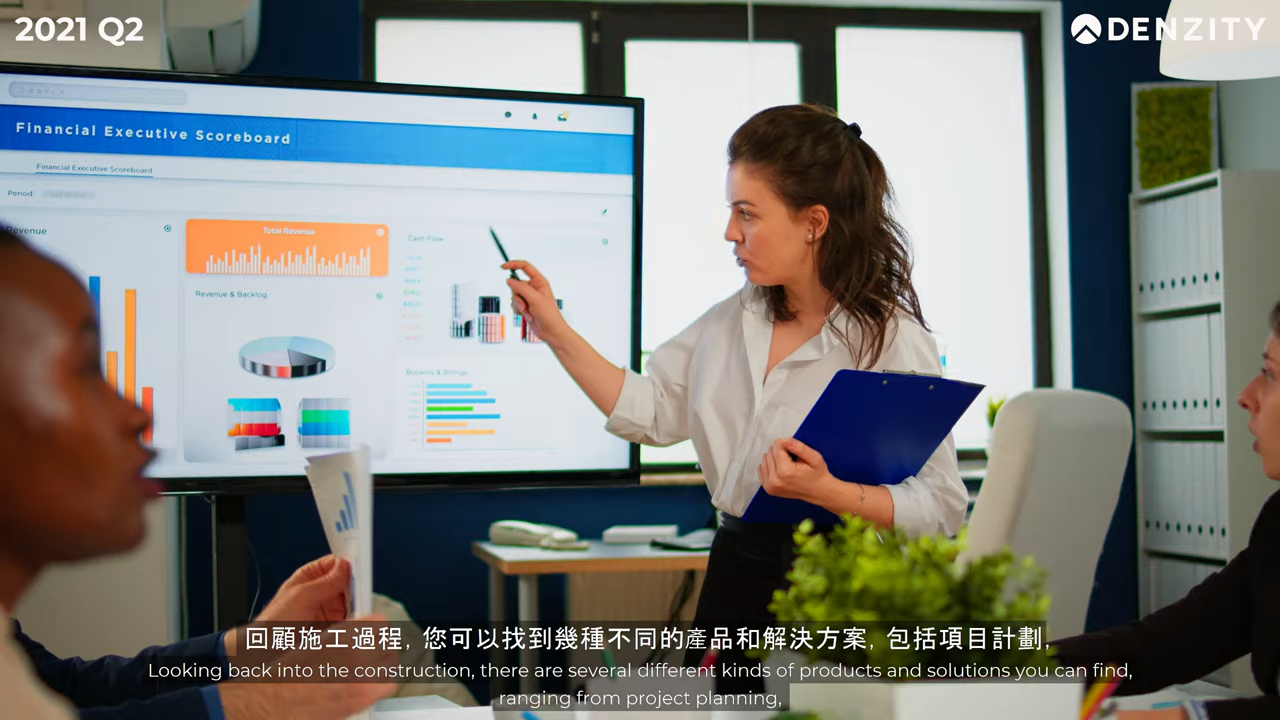 2021 Q2
DENZITY
Financial Executive Scoreboard
Financial Executive Scoreboard
Period
Revenue
Total Revenue
Cash Flow
Revenue & Backlog
Bookins & Billings
回顧施工過程, 您可以找到幾種不同的產品和解決方案, 包括項目計劃,
Looking back into the construction, there are several different kinds of products and solutions you can find,
ranging from project planning,